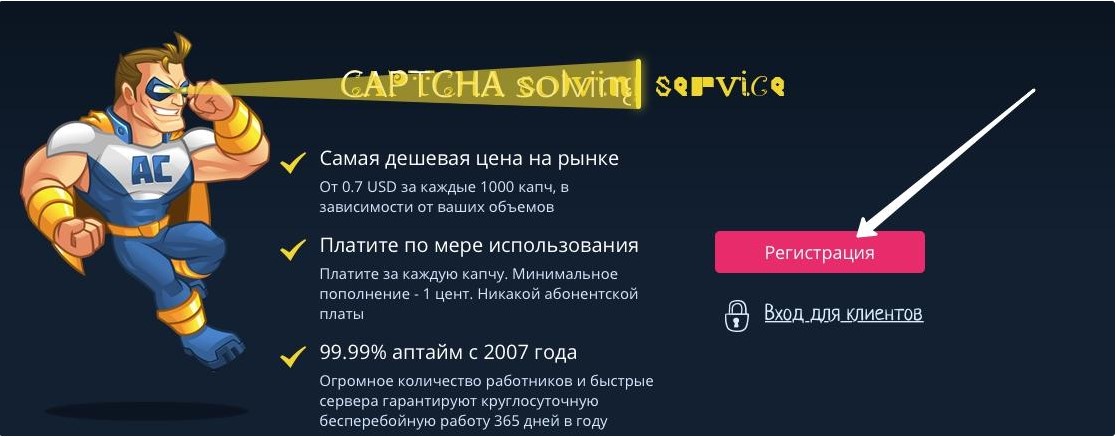 CAPTCHA solving service
AC
Самая дешевая цена на рынке
От 0.7 USD за каждые 1000 капч, в
зависимости от ваших объемов
Платите по мере использования
Платите за каждую капчу. Минимальное
пополнение - 1 цент. Никакой абонентской
платы
99.99% аптайм с 2007 года
Огромное количество работников и быстрые
сервера гарантируют круглосуточную
бесперебойную работу 365 дней в году
Регистрация
Вход для клиентов